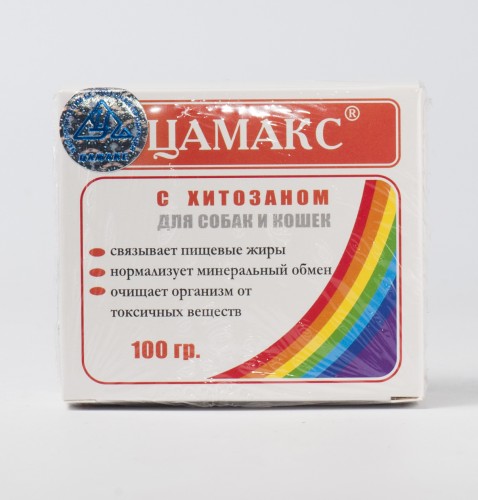 ЦАМАКС®
С ХИТОЗАНОМ
ДЛЯ СОБАК И КОШЕК
связывает пищевые жиры
нормализует минеральный обмен
очищает организм от
токсичных веществ
100 гр.